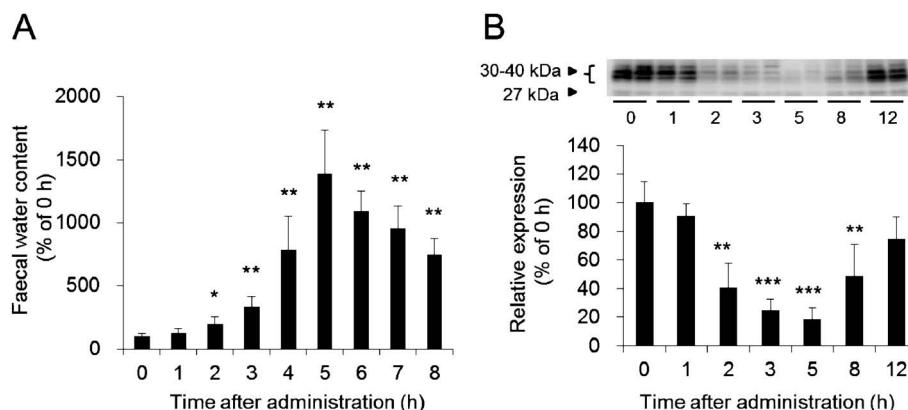 A
Faecal water content
(% of 0 h)
2000
1500
1000
500
0
* ** ** ** ** ** **
0 1 2 3 4 5 6 7 8
Time after administration (h)
B
30-40 kDa
27 kDa
0 1 2 3 5 8 12
Relative expression
(% of 0 h)
140
120
100
80
60
40
20
0
** *** *** **
0 1 2 3 5 8 12
Time after administration (h)